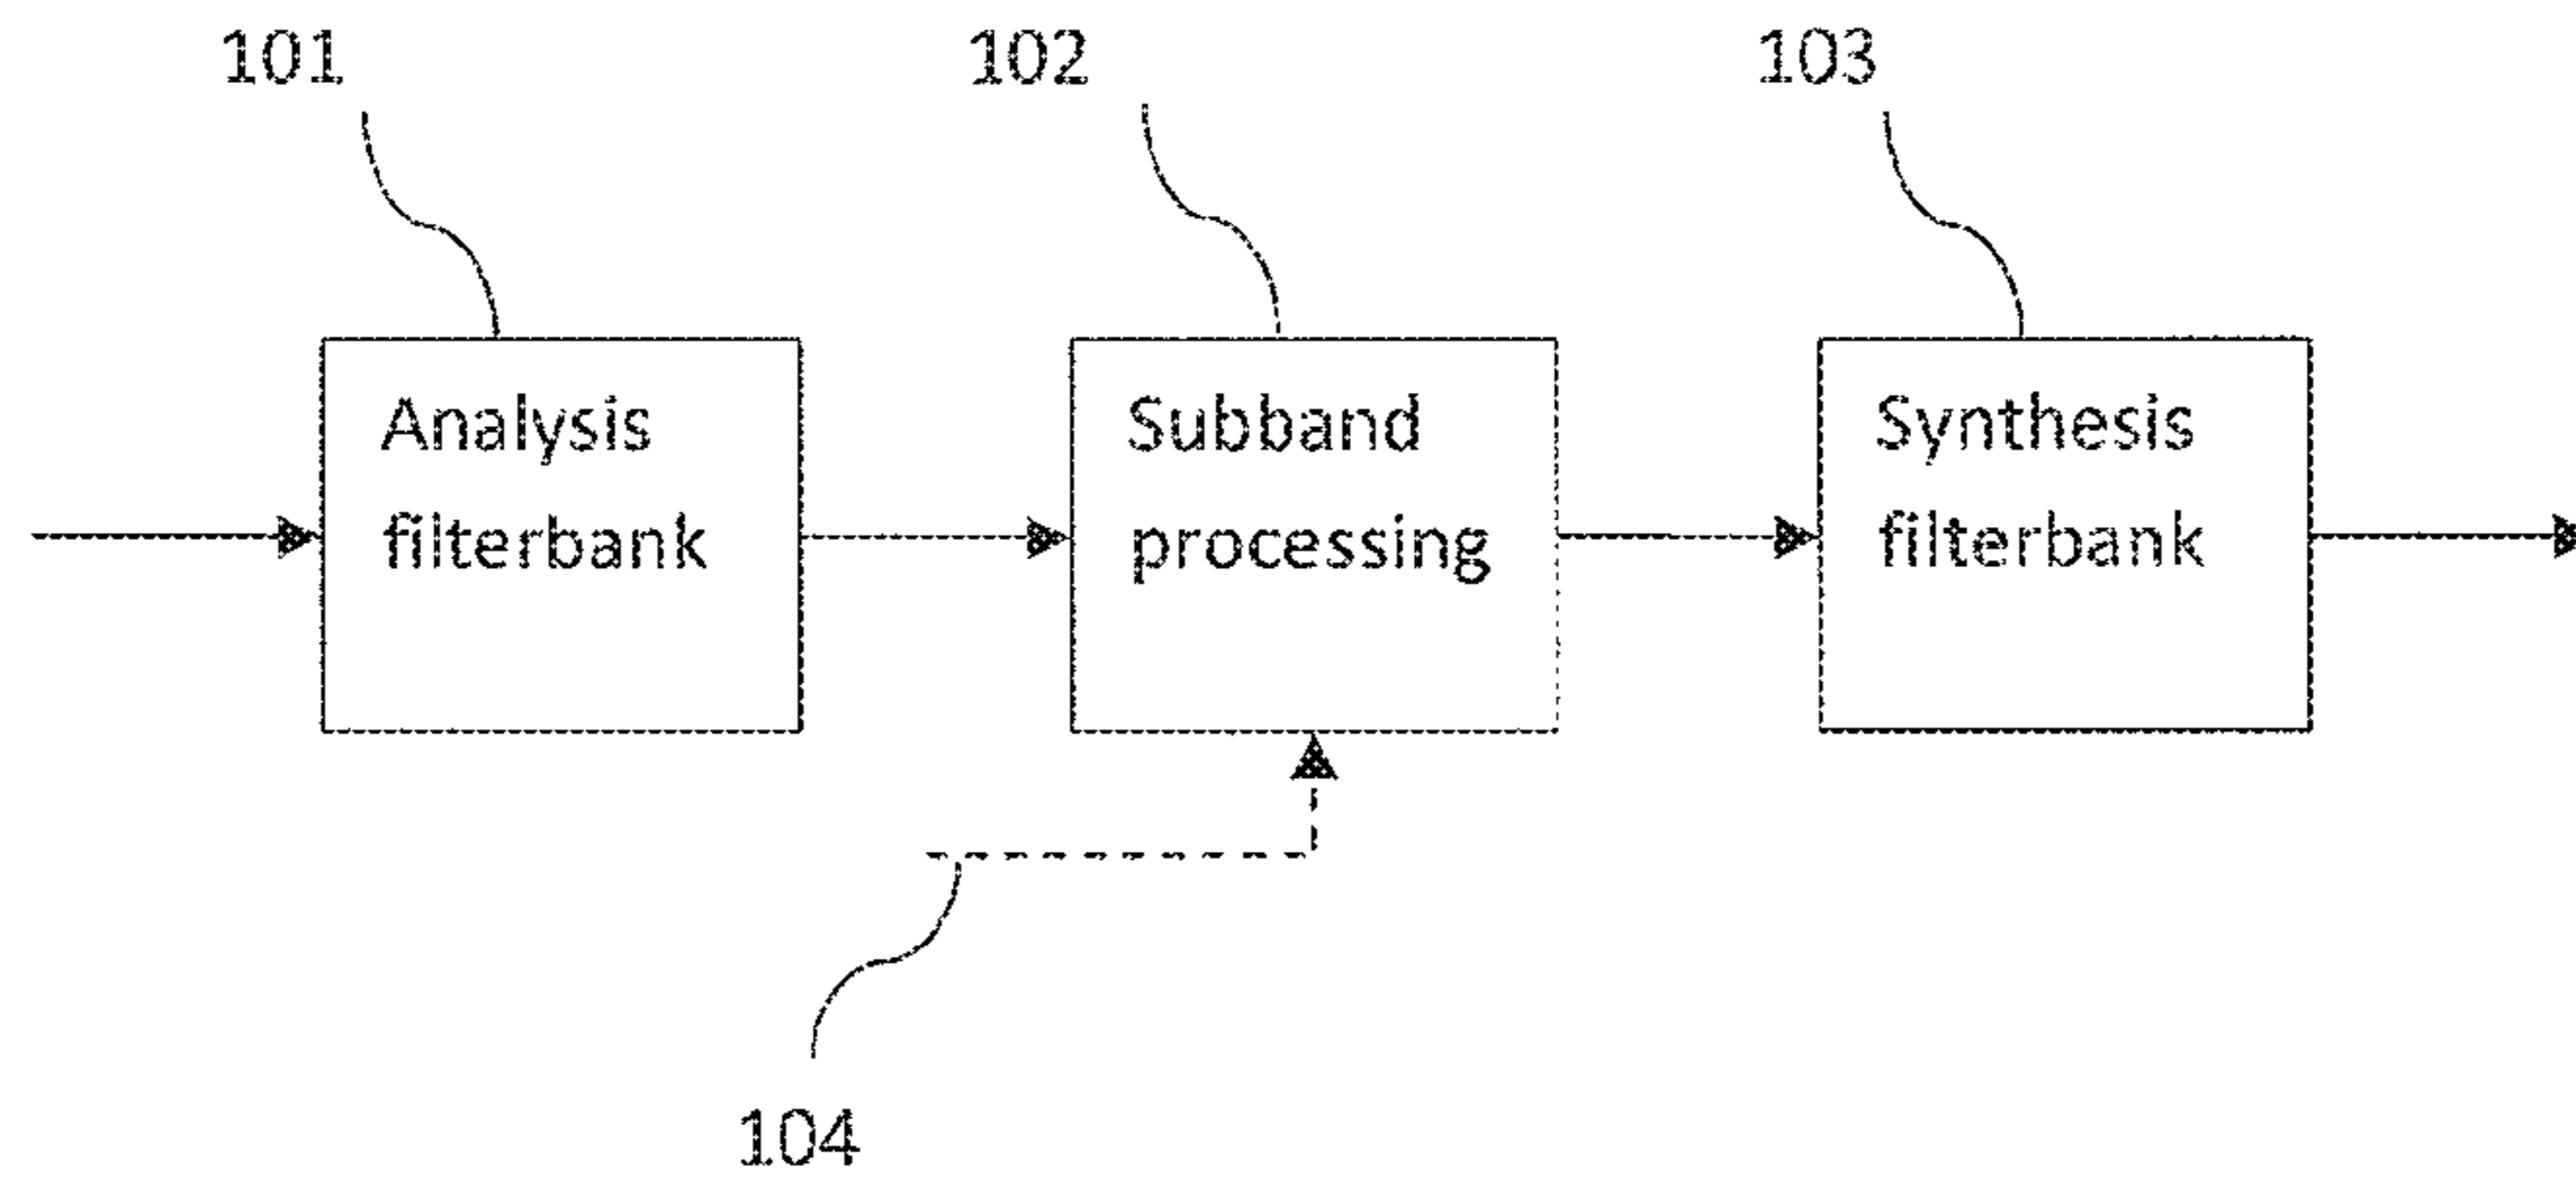 101
102
103
Analysis
filterbank
Subband
processing
Synthesis
filterbank
104